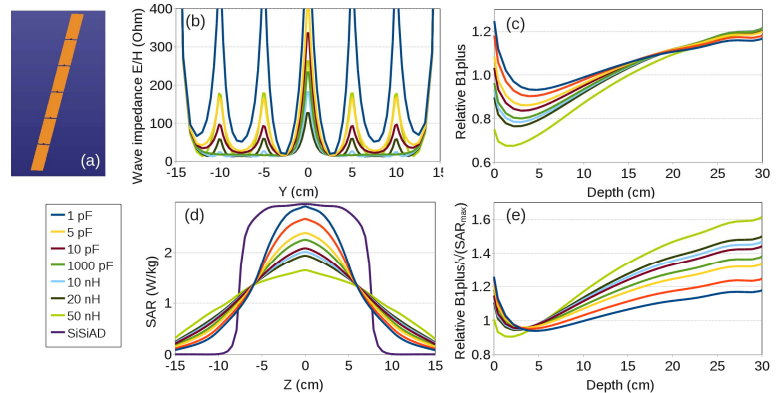 (a)
(b)
Wave impedance E/H (Ohm)
400
300
200
100
0
-15 -10 -5 0 5 10 15
Y (cm)
(c)
Relative B1plus
1.2
1.0
0.8
0.6
0 5 10 15 20 25 30
Depth (cm)
1 pF
5 pF
10 pF
1000 pF
10 nH
20 nH
50 nH
SiSiAD
(d)
SAR (W/kg)
2
1
0
-15 -10 -5 0 5 10 15
Z (cm)
(e)
Relative B1plus/√(SARmax)
1.6
1.4
1.2
1
0.8
0 5 10 15 20 25 30
Depth (cm)